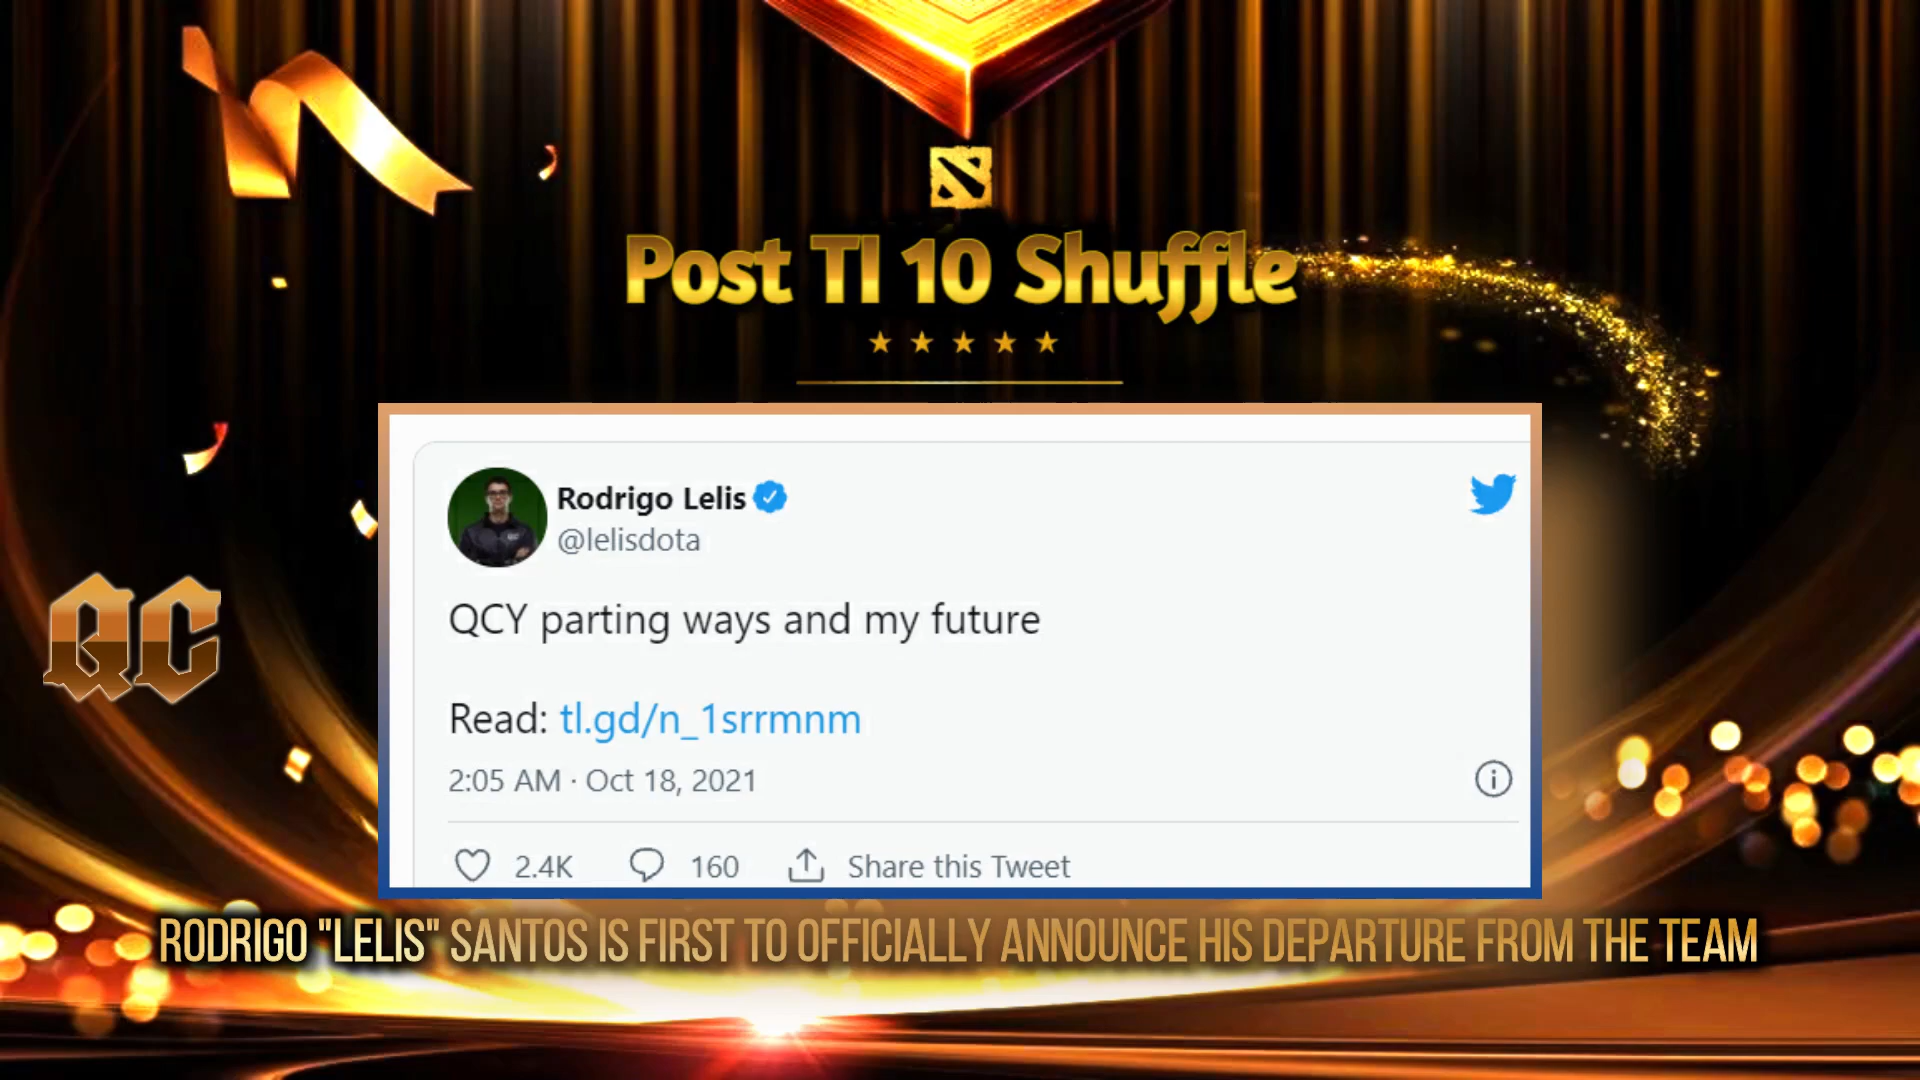 Post TI 10 Shuffle
Rodrigo Lelis
@lelisdota
QCY parting ways and my future
QC
Read: tl.gd/n_1srrmnm
2:05 AM · Oct 18, 2021
2.4K 160 Share this Tweet
RODRIGO "LELIS" SANTOS IS FIRST TO OFFICIALLY ANNOUNCE HIS DEPARTURE FROM THE TEAM